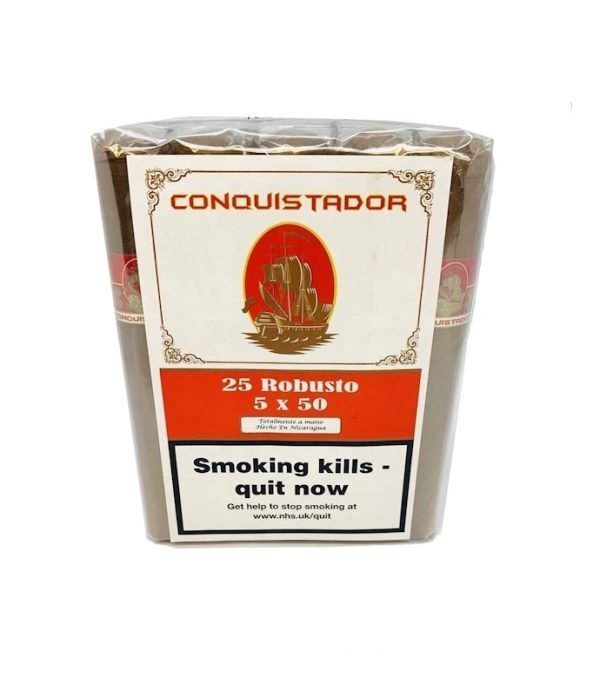 CONQUISTADOR
25 Robusto
5 x 50
Totalmente a mano
Hecho En Nicaragua
Smoking kills -
quit now
Get help to stop smoking at
www.nhs.uk/quit
CONQUIS
QUISTADOR